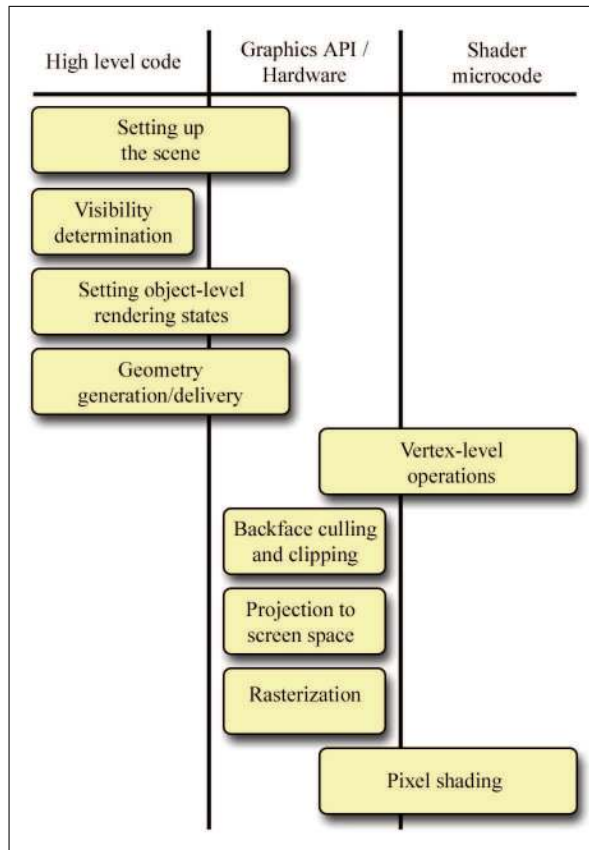 High level code
Graphics API /
Hardware
Shader
microcode
Setting up
the scene
Visibility
determination
Setting object-level
rendering states
Geometry
generation/delivery
Vertex-level
operations
Backface culling
and clipping
Projection to
screen space
Rasterization
Pixel shading